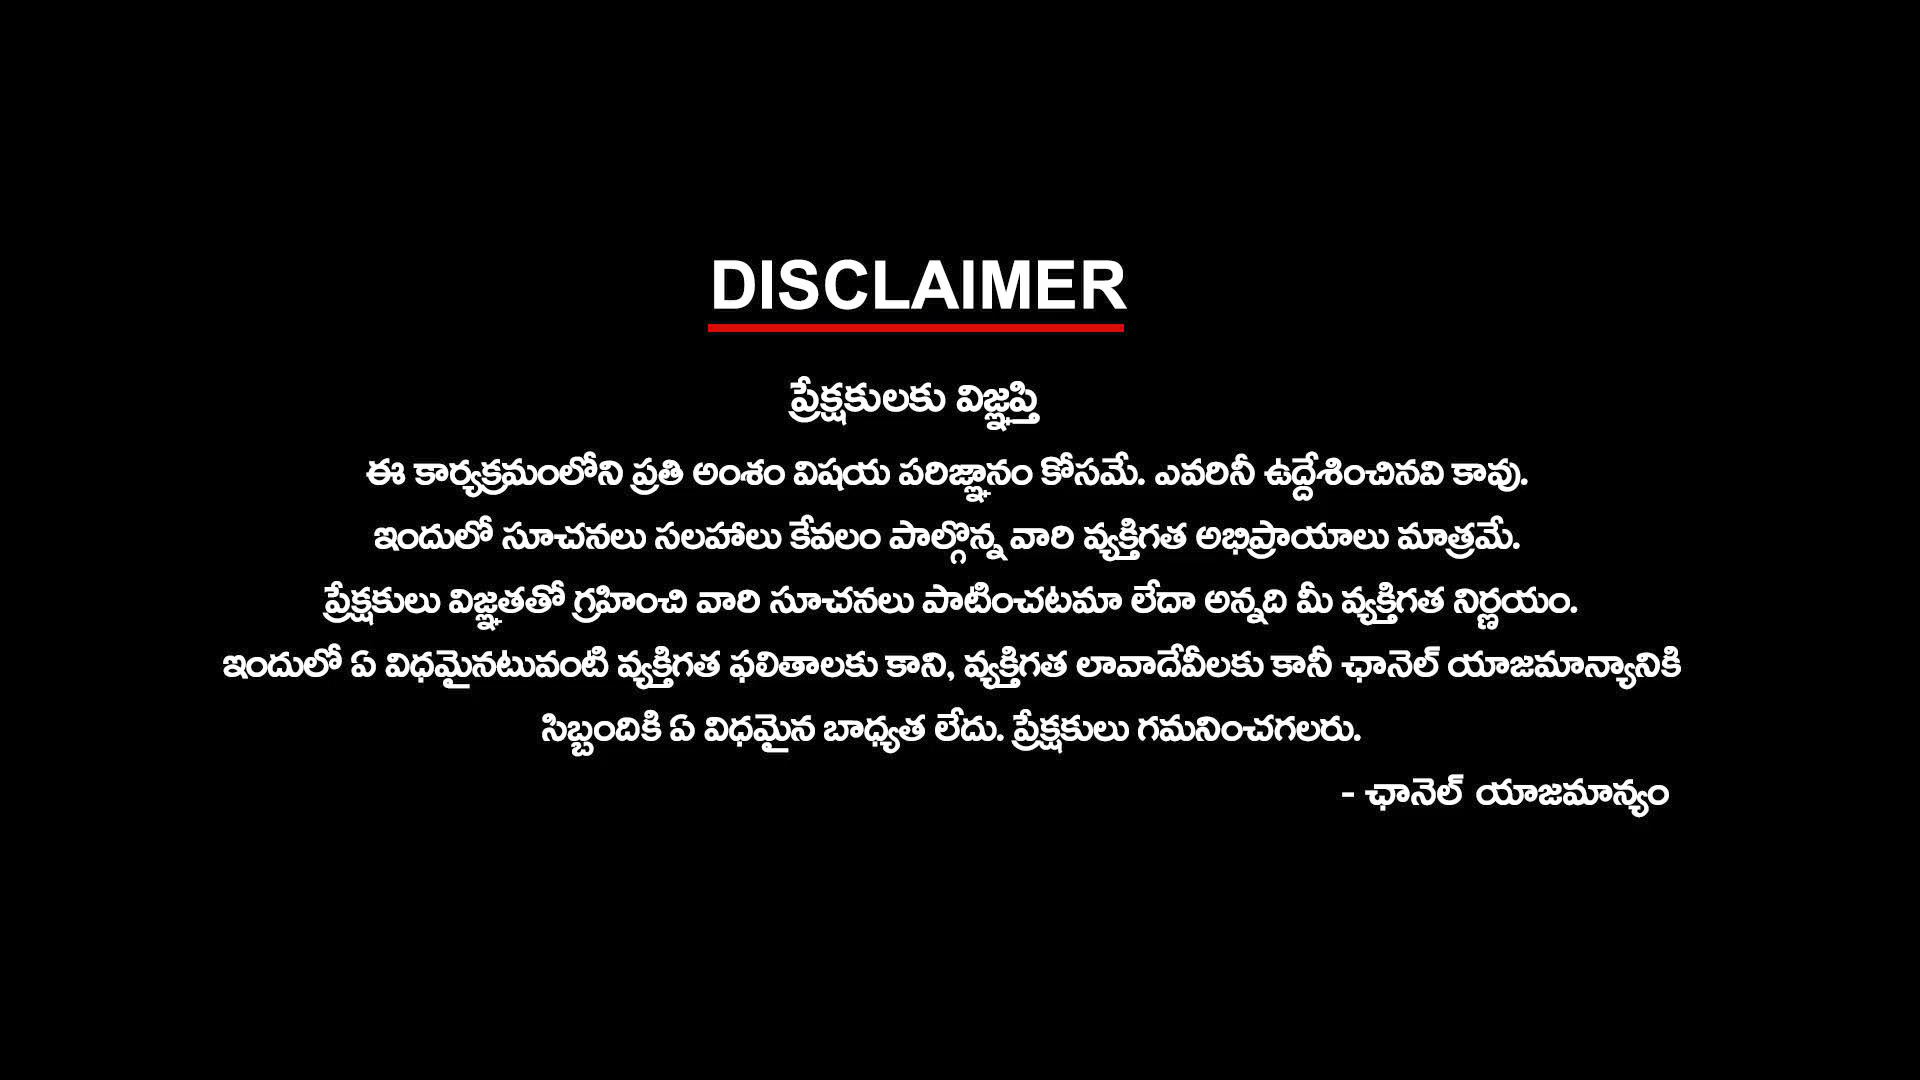 DISCLAIMER
ప్రేక్షకులకు విజ్ఞప్తి
ఈ కార్యక్రమంలోని ప్రతి అంశం విషయ పరిజ్ఞానం కోసమే. ఎవరినీ ఉద్దేశించినవి కావు.
ఇందులో సూచనలు సలహాలు కేవలం పాల్గొన్న వారి వ్యక్తిగత అభిప్రాయాలు మాత్రమే.
ప్రేక్షకులు విజ్ఞతతో గ్రహించి వారి సూచనలు పాటించటమా లేదా అన్నది మీ వ్యక్తిగత నిర్ణయం.
ఇందులో ఏ విధమైనటువంటి వ్యక్తిగత ఫలితాలకు కాని, వ్యక్తిగత లావాదేవీలకు కానీ ఛానెల్ యాజమాన్యానికి
సిబ్బందికి ఏ విధమైన బాధ్యత లేదు. ప్రేక్షకులు గమనించగలరు.
- ఛానెల్ యాజమాన్యం